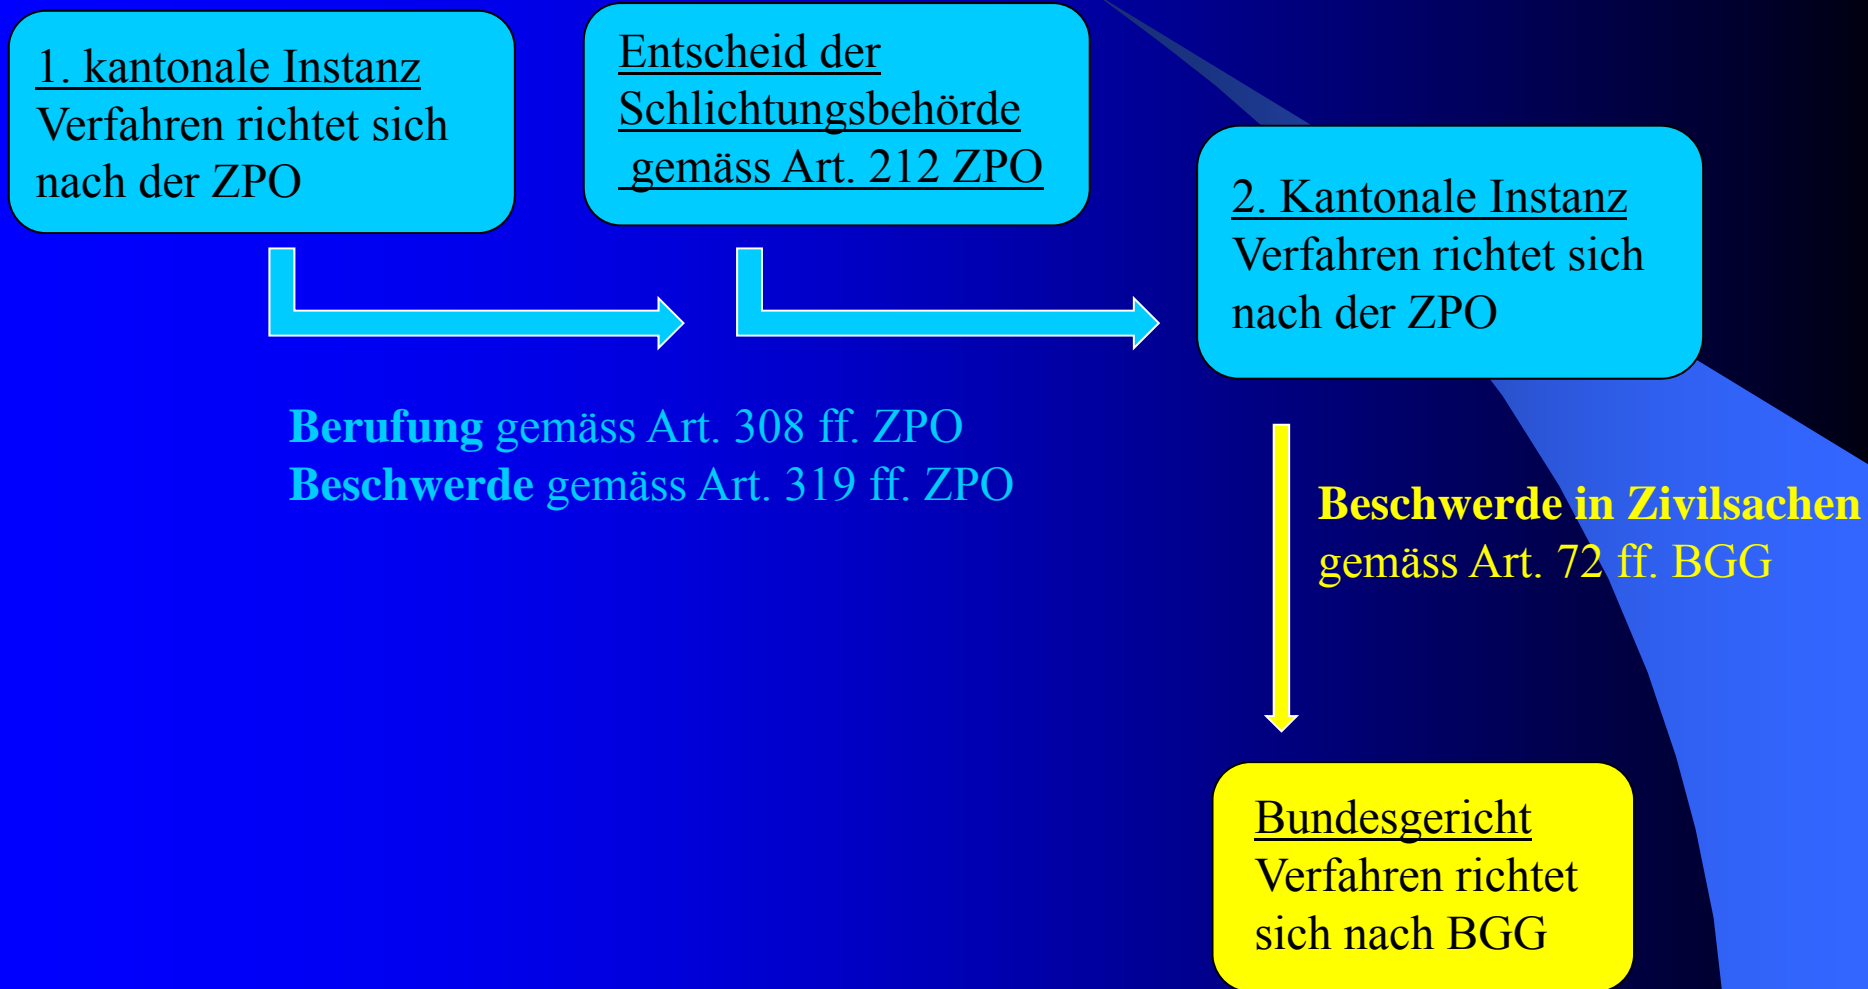 1. kantonale Instanz
Verfahren richtet sich
nach der ZPO
Entscheid der
Schlichtungsbehörde
gemäss Art. 212 ZPO
2. Kantonale Instanz
Verfahren richtet sich
nach der ZPO
Berufung gemäss Art. 308 ff. ZPO
Beschwerde gemäss Art. 319 ff. ZPO
Beschwerde in Zivilsachen
gemäss Art. 72 ff. BGG
Bundesgericht
Verfahren richtet
sich nach BGG